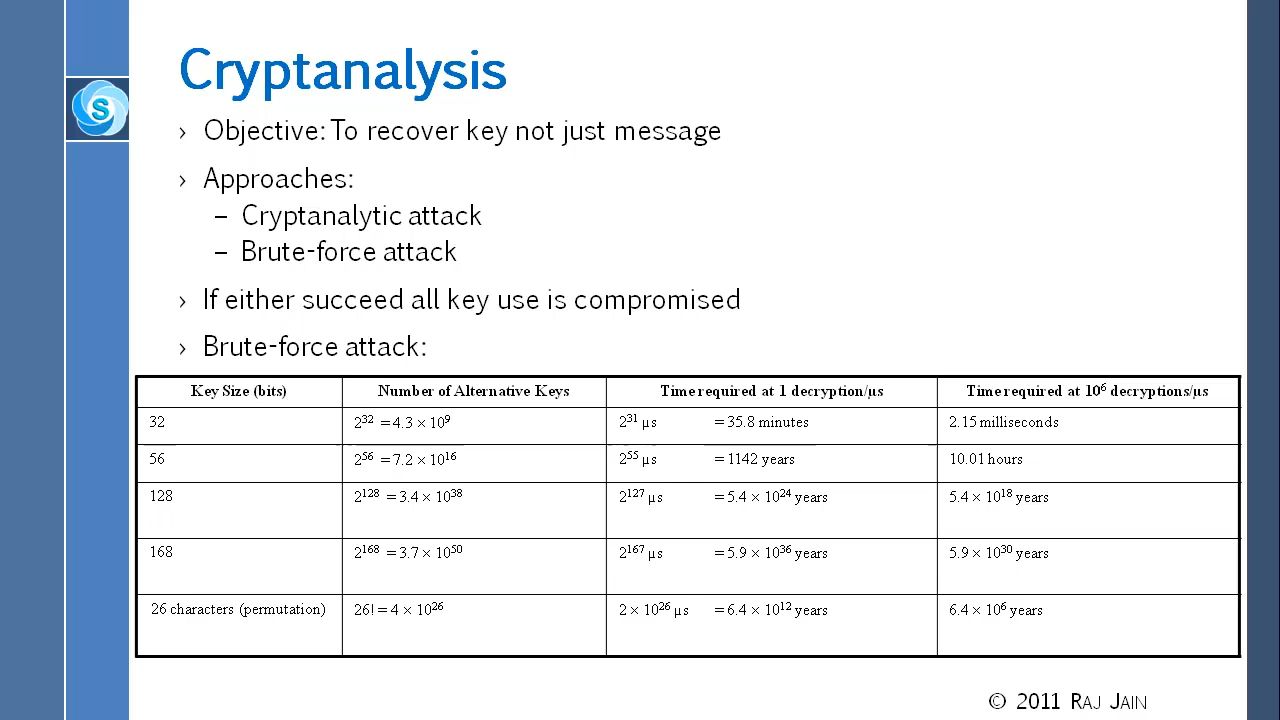 Cryptanalysis
S
› Objective: To recover key not just message
› Approaches:
– Cryptanalytic attack
– Brute-force attack
› If either succeed all key use is compromised
› Brute-force attack:
Key Size (bits) Number of Alternative Keys Time required at 1 decryption/µs Time required at 10⁶ decryptions/µs
32 2³² = 4.3 × 10⁹ 2³¹ µs = 35.8 minutes 2.15 milliseconds
56 2⁵⁶ = 7.2 × 10¹⁶ 2⁵⁵ µs = 1142 years 10.01 hours
128 2¹²⁸ = 3.4 × 10³⁸ 2¹²⁷ µs = 5.4 × 10²⁴ years 5.4 × 10¹⁸ years
168 2¹⁶⁸ = 3.7 × 10⁵⁰ 2¹⁶⁷ µs = 5.9 × 10³⁶ years 5.9 × 10³⁰ years
26 characters (permutation) 26! = 4 × 10²⁶ 2 × 10²⁶ µs = 6.4 × 10¹² years 6.4 × 10⁶ years
© 2011 RAJ JAIN